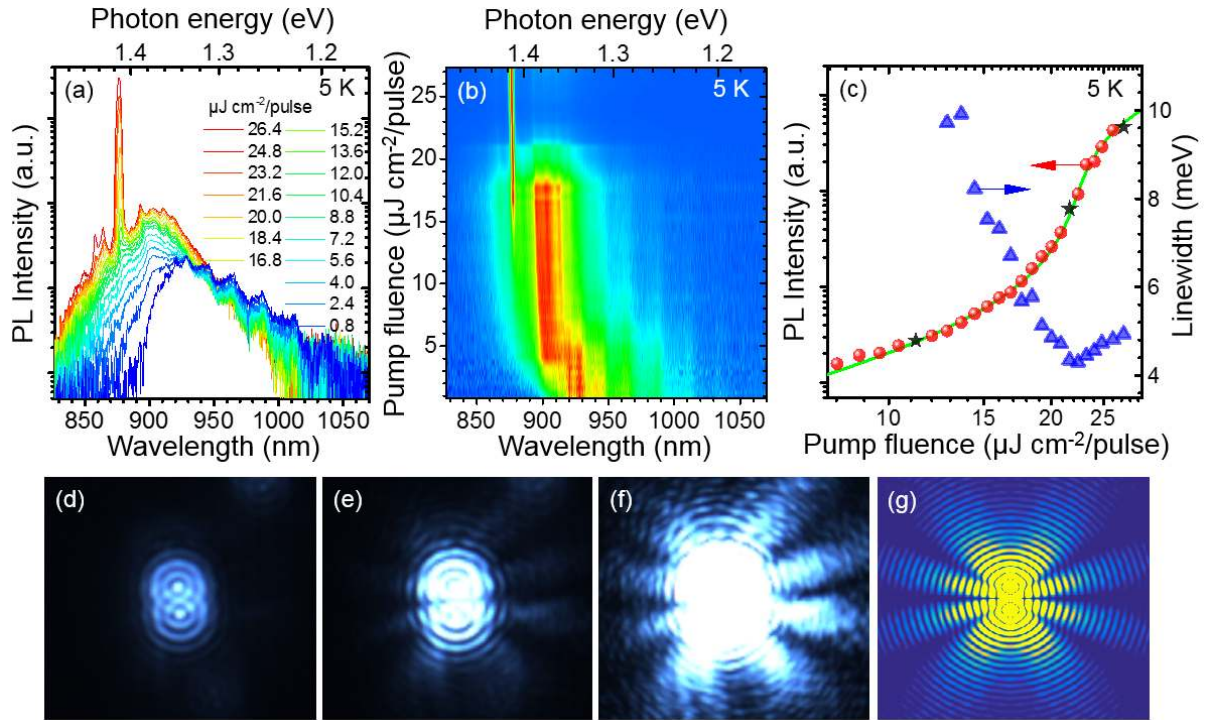 Photon energy (eV)
1.4 1.3 1.2
(a)
5 K
µJ cm-2/pulse
26.4 15.2
24.8 13.6
23.2 12.0
21.6 10.4
20.0 8.8
18.4 7.2
16.8 5.6
4.0
2.4
0.8
PL Intensity (a.u.)
850 900 950 1000 1050
Wavelength (nm)
Photon energy (eV)
1.4 1.3 1.2
(b)
5 K
Pump fluence (µJ cm-2/pulse)
25
20
15
10
5
850 900 950 1000 1050
Wavelength (nm)
(c)
5 K
PL Intensity (a.u.)
10
8
6
4
Linewidth (meV)
10 15 20 25
Pump fluence (µJ cm-2/pulse)
(d)
(e)
(f)
(g)